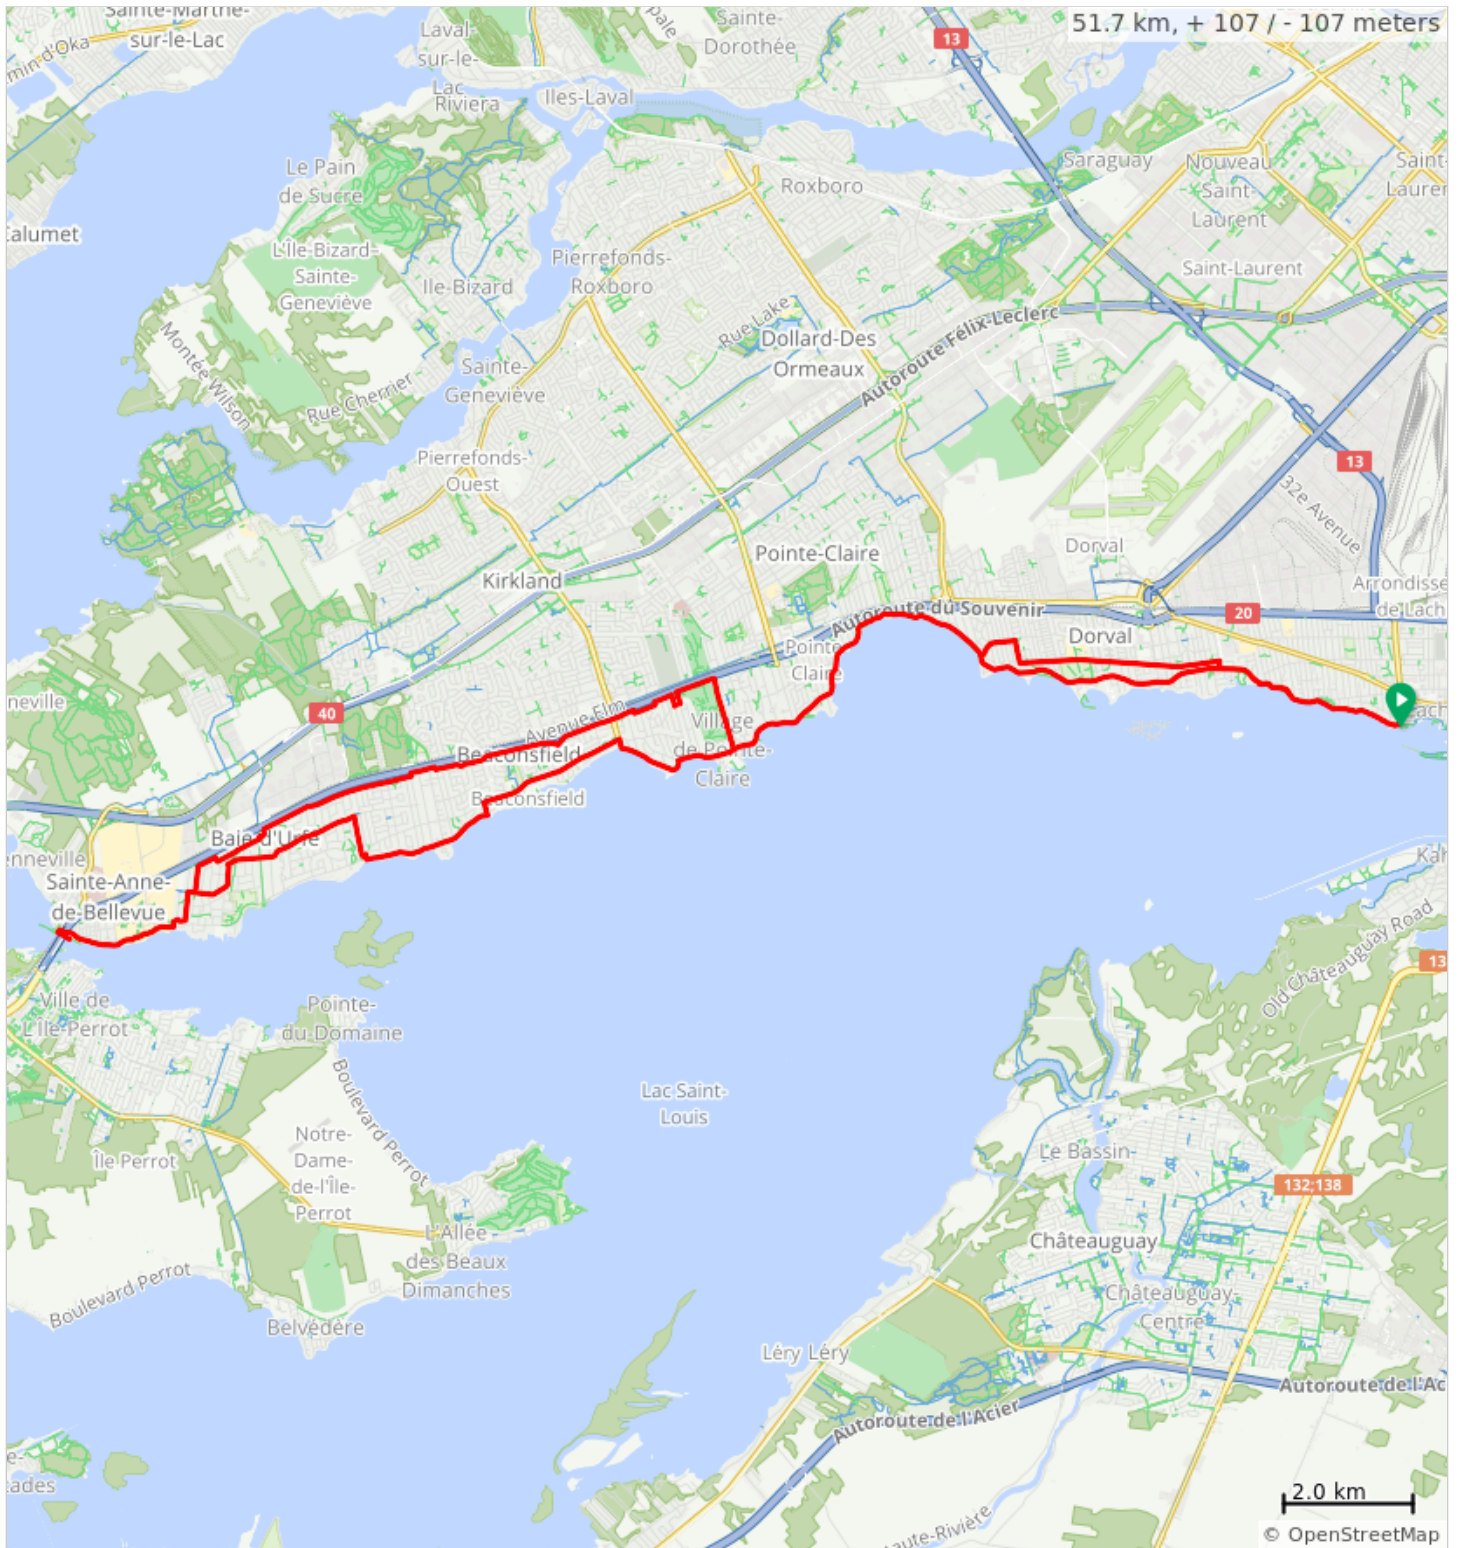 Sainte-Marthe-
sur-le-Lac
Laval-
sur-le-
Lac
Sainte-
Dorothée
51.7 km, + 107 / - 107 meters
13
Riviera
Iles-Laval
Le Pain
de Sucre
Roxboro
Saraguay
Nouveau
Saint-
Laurent
L'Île-Bizard-
Sainte-
Geneviève
Ile-Bizard
Pierrefonds-
Roxboro
Saint-Laurent
Rue Lake
Dollard-Des
Ormeaux
Autoroute Félix-Leclerc
Montée Wilson
Rue Cherrier
Sainte-
Geneviève
Pierrefonds-
Ouest
13
32e Avenue
Kirkland
Pointe-Claire
Dorval
Autoroute du Souvenir
20
Dorval
Pointe
Claire
40
Avenue Elm
Village
de Pointe-
Claire
Beaconsfield
Beaconsfield
Baie-d'Urfé
Sainte-Anne-
de-Bellevue
Ville de
L'Île-Perrot
Pointe-
du-Domaine
Old Châteauguay Road
13
Boulevard Perrot
Lac Saint-
Louis
Notre-
Dame-
de-l'Île-
Perrot
Île Perrot
Le Bassin
132;138
L'Allée
des Beaux
Dimanches
Châteauguay
Boulevard Perrot
Belvédère
Châteauguay-
Centre
Léry Léry
Autoroute de l'Acier
Autoroute de l'Ac
2.0 km
© OpenStreetMap